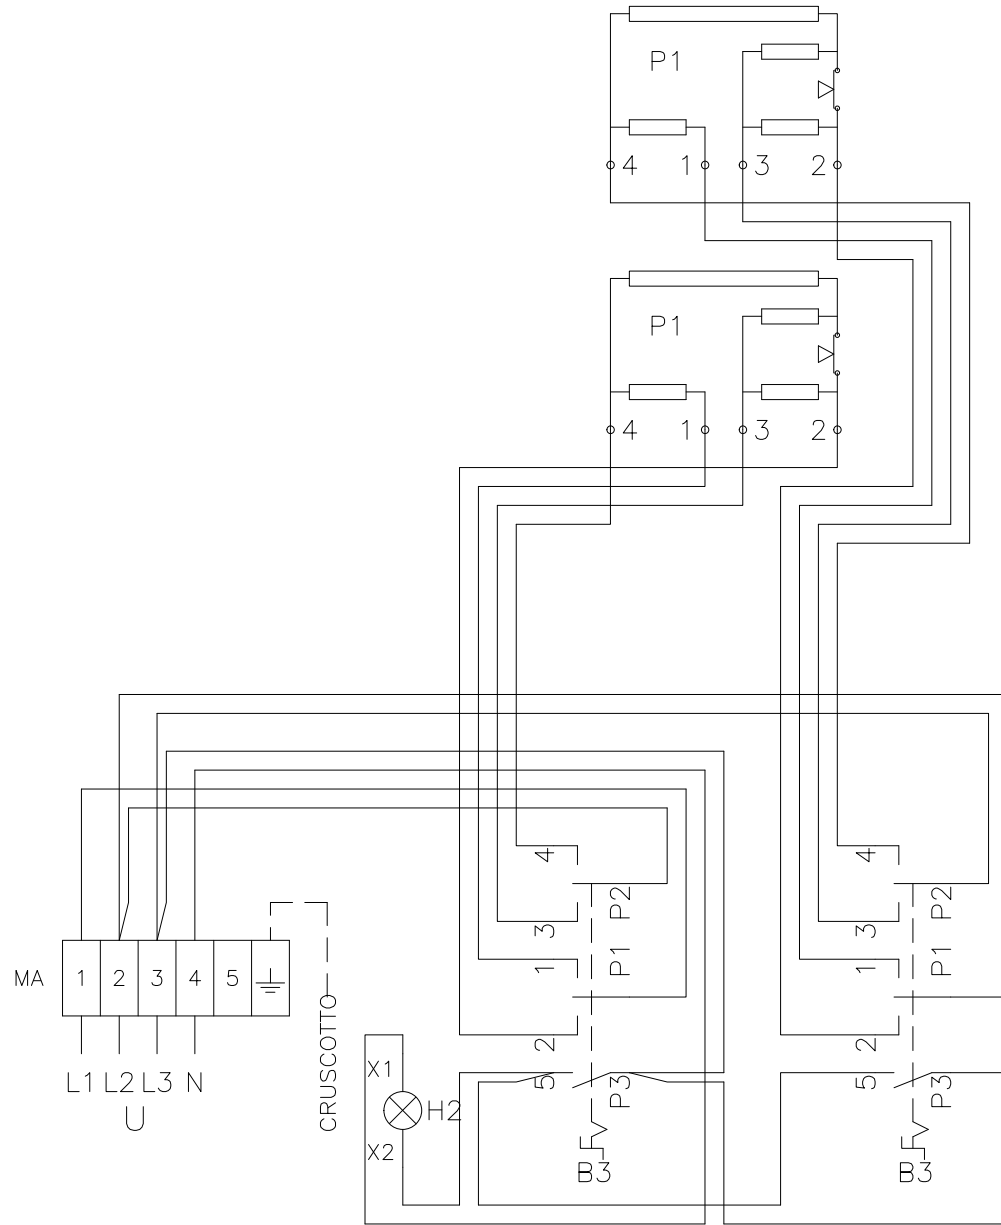 P1
4 1 3 2
P1
4 1 3 2
4 4
P2 P2
3 3
P1 P1
1 1
MA 1 2 3 4 5
2 2
CRUSCOTTO
L1 L2 L3 N
U
X1
5 5
P3 P3
H2
X2
B3 B3